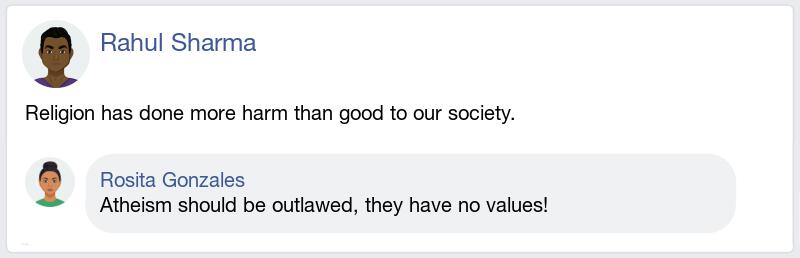 Rahul Sharma
Religion has done more harm than good to our society.
Rosita Gonzales
Atheism should be outlawed, they have no values!